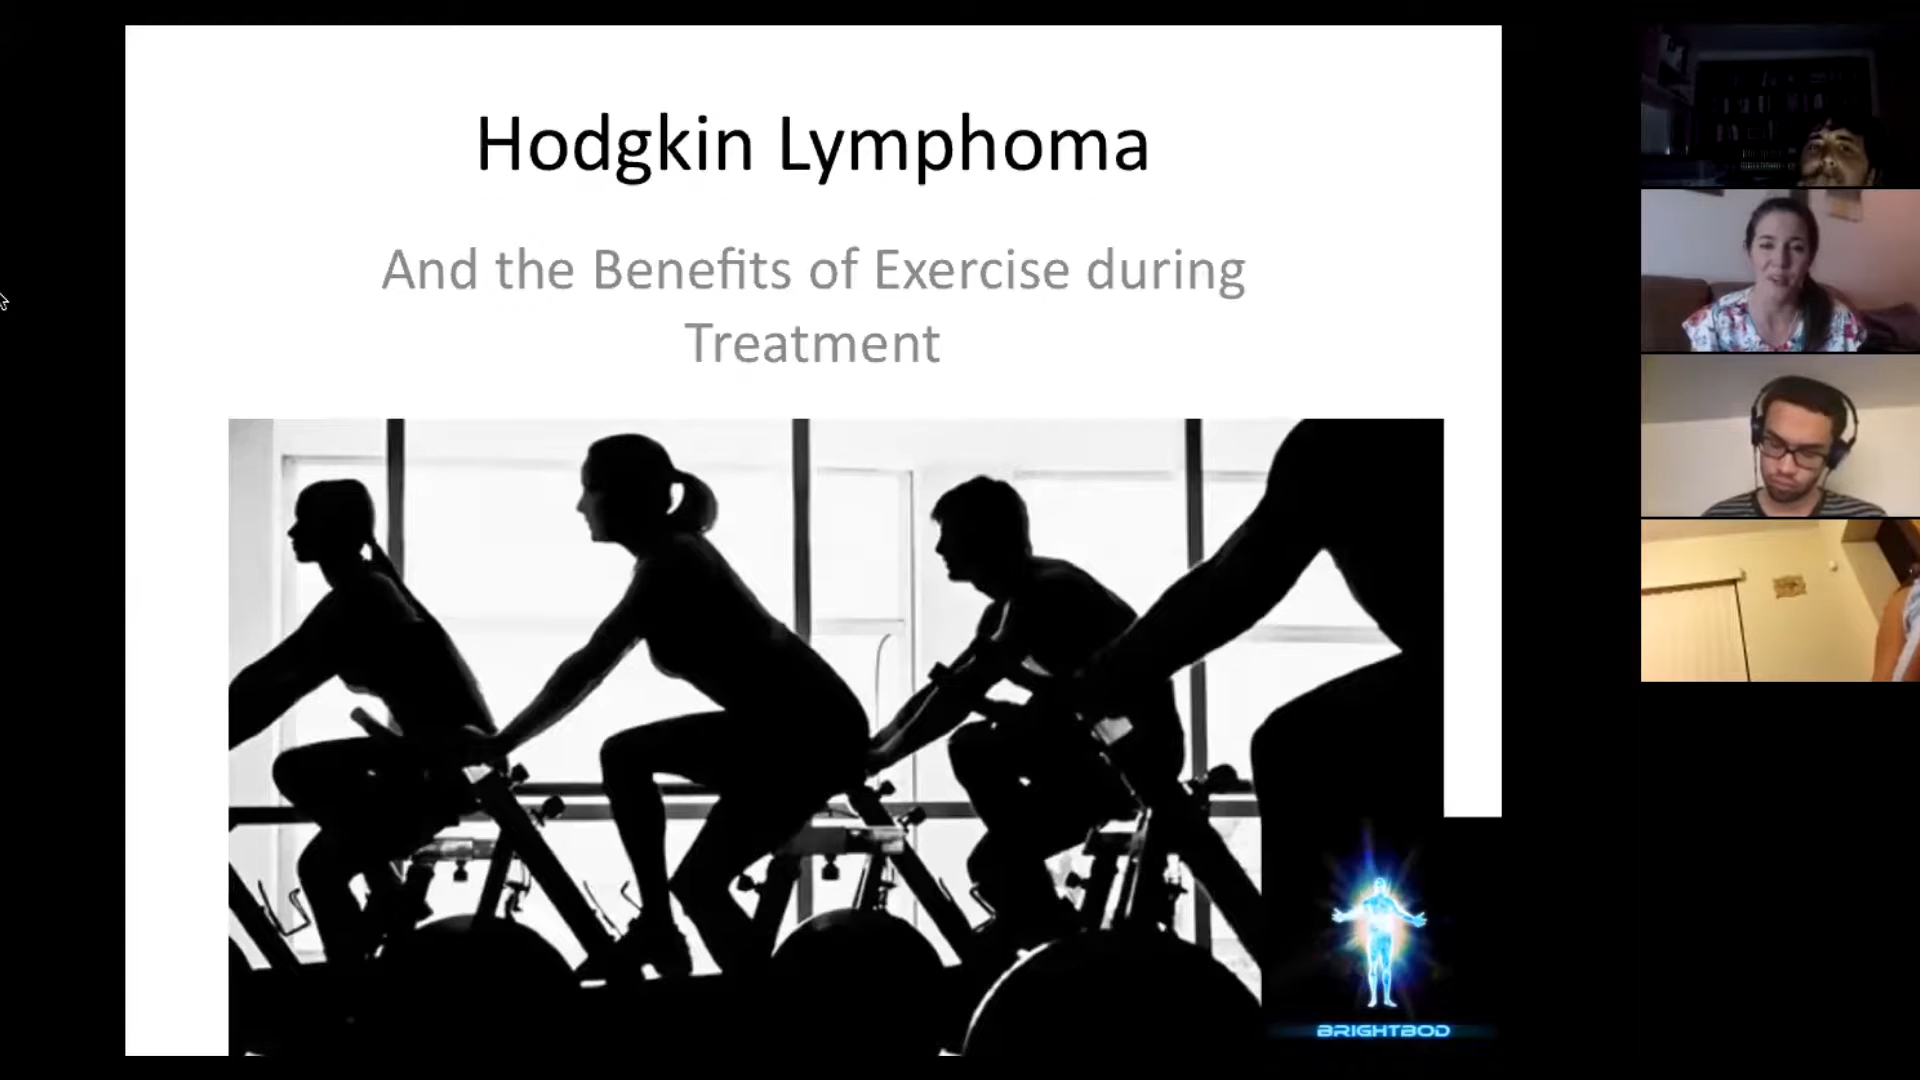 Hodgkin Lymphoma
And the Benefits of Exercise during
Treatment
BRIGHTBOD